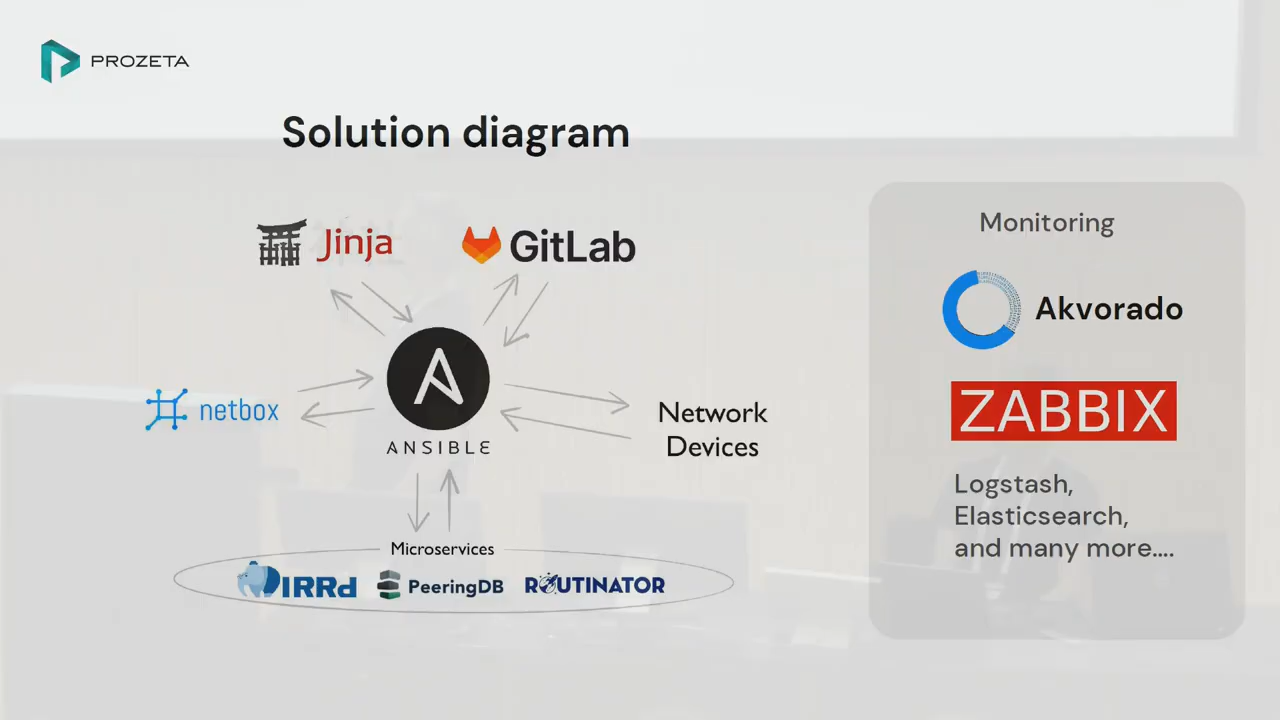 PROZETA
Solution diagram
Jinja
GitLab
Monitoring
Akvorado
netbox
ANSIBLE
Network
Devices
ZABBIX
Logstash,
Elasticsearch,
and many more....
Microservices
IRRd
PeeringDB
ROUTINATOR